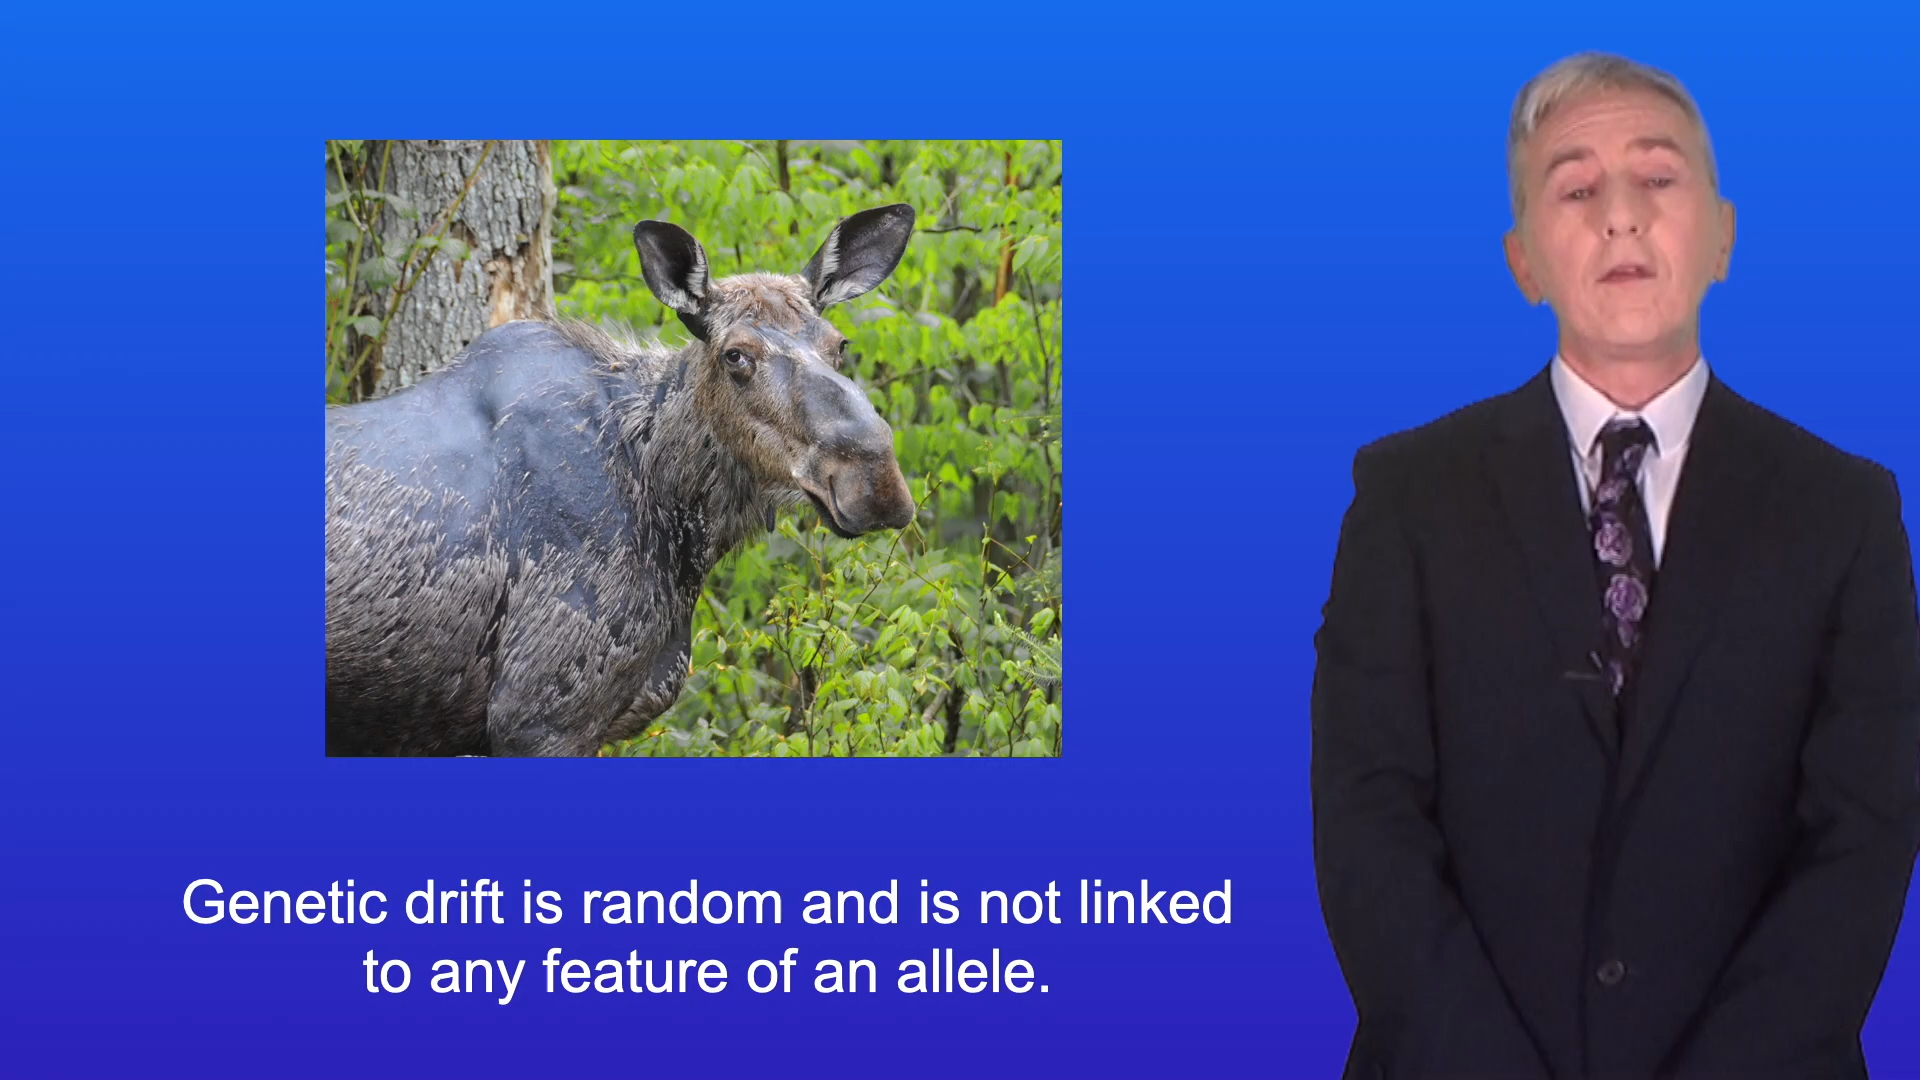 Genetic drift is random and is not linked
to any feature of an allele.